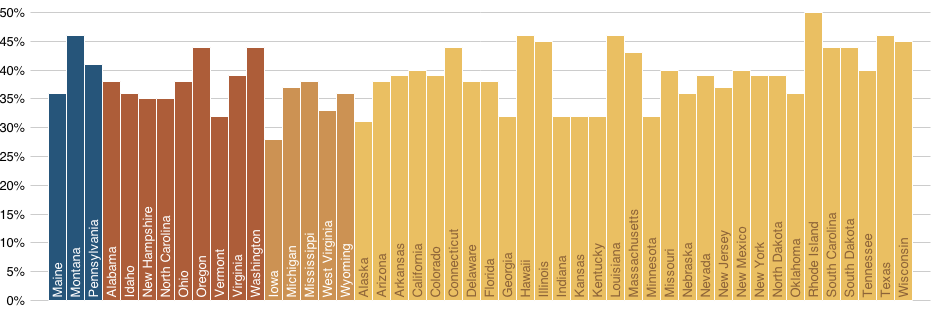 50%
45%
40%
35%
30%
25%
20%
15%
10%
5%
0%
Maine
Montana
Pennsylvania
Alabama
Idaho
New Hampshire
North Carolina
Ohio
Oregon
Vermont
Virginia
Washington
Iowa
Michigan
Mississippi
West Virginia
Wyoming
Alaska
Arizona
Arkansas
California
Colorado
Connecticut
Delaware
Florida
Georgia
Hawaii
Illinois
Indiana
Kansas
Kentucky
Louisiana
Massachusetts
Minnesota
Missouri
Nebraska
Nevada
New Jersey
New Mexico
New York
North Dakota
Oklahoma
Rhode Island
South Carolina
South Dakota
Tennessee
Texas
Wisconsin